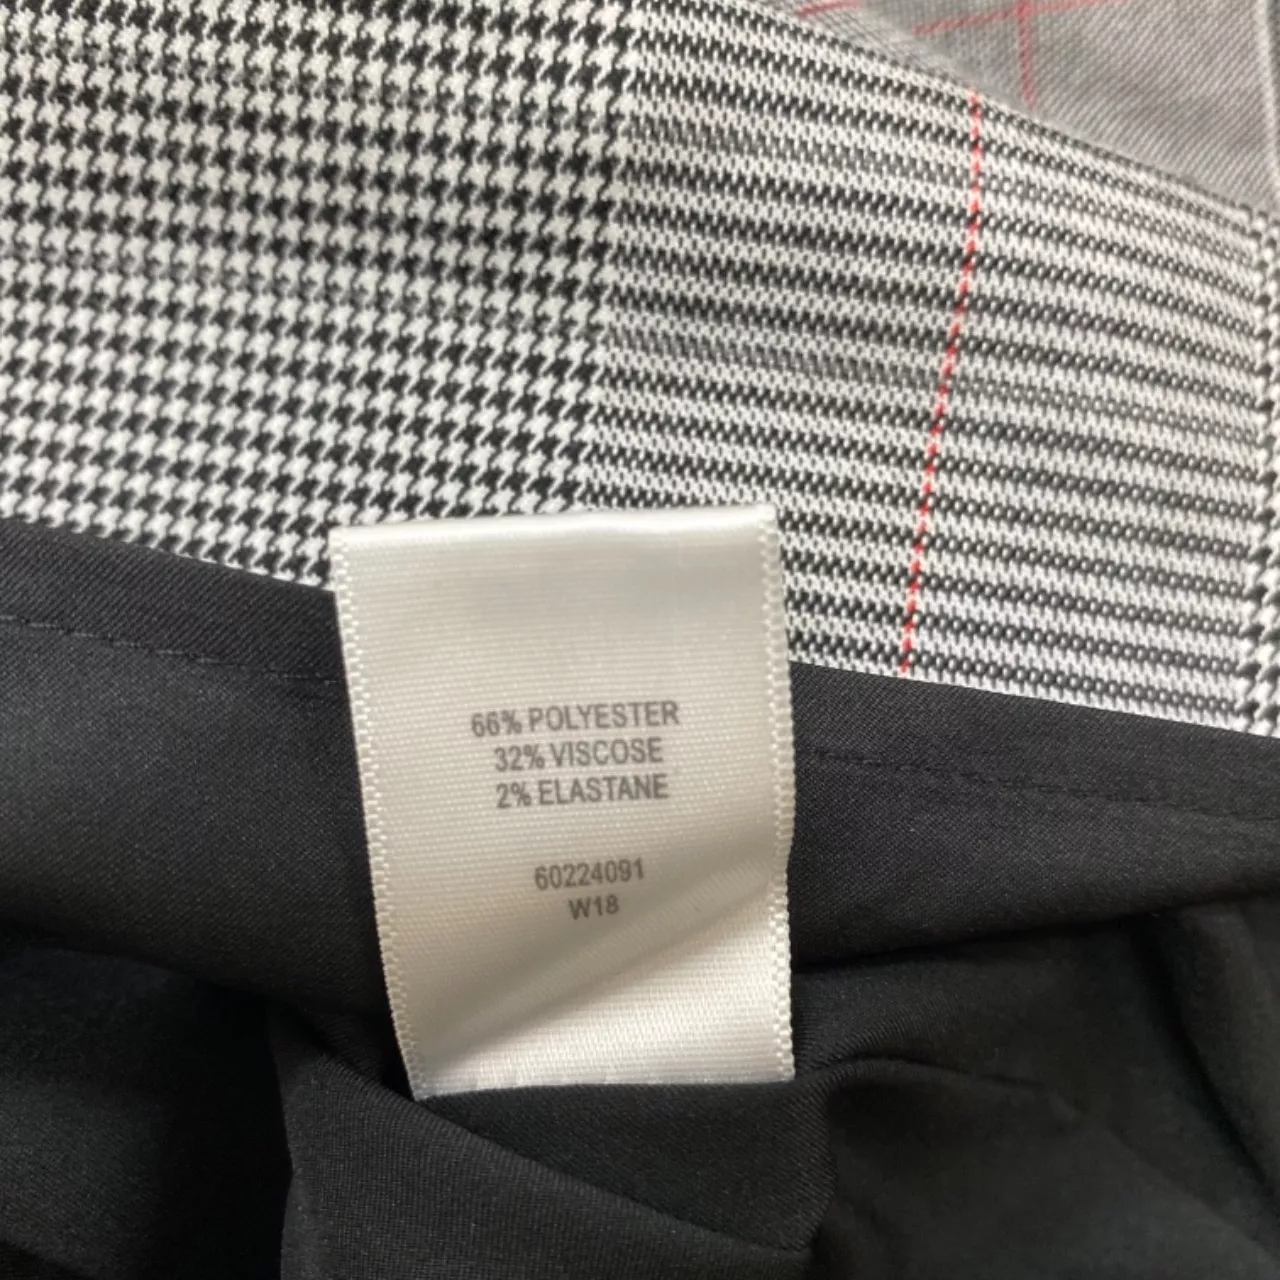 66% POLYESTER
32% VISCOSE
2% ELASTANE
60224091
W18